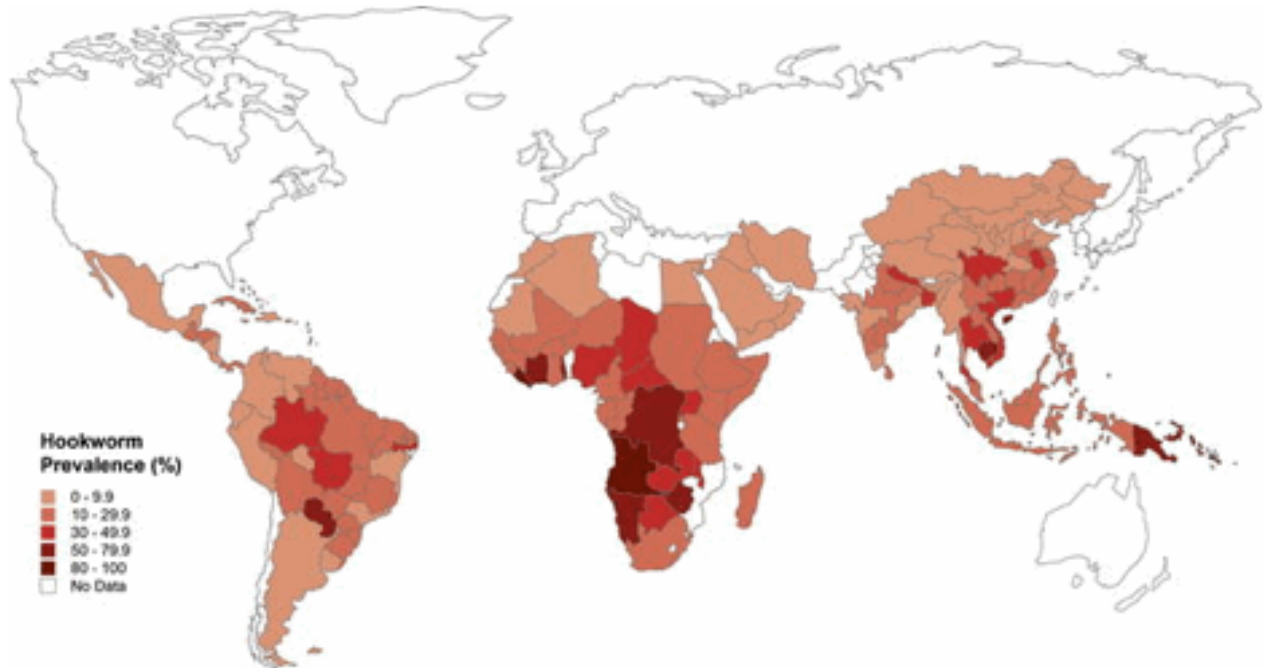 Hookworm
Prevalence (%)
0 - 9.9
10 - 29.9
30 - 49.9
50 - 79.9
80 - 100
No Data